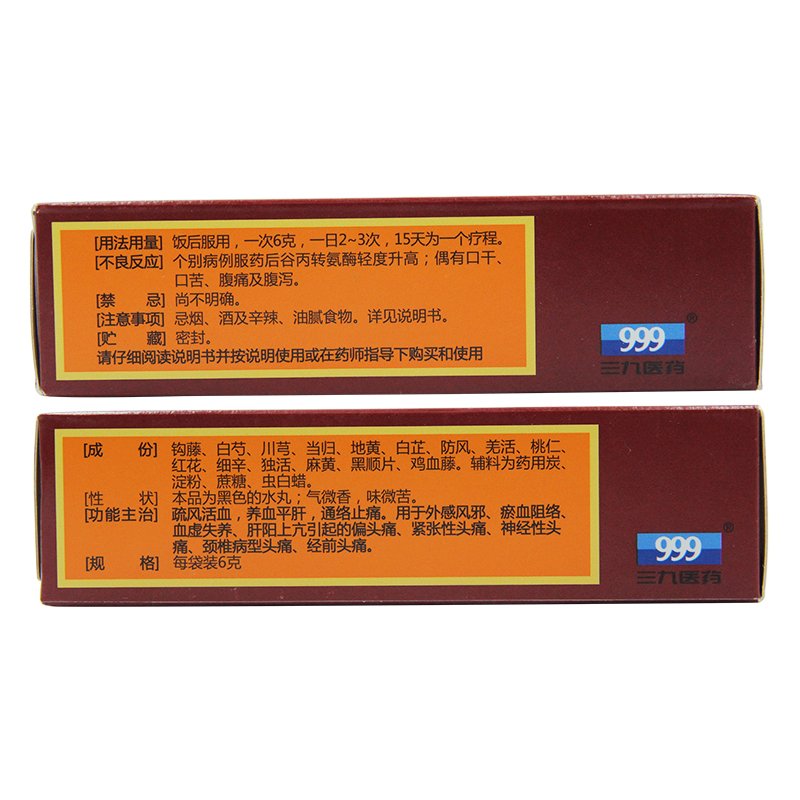 [用法用量] 饭后服用，一次6克，一日2~3次，15天为一个疗程。
[不良反应] 个别病例服药后谷丙转氨酶轻度升高；偶有口干、
口苦、腹痛及腹泻。
[禁 忌] 尚不明确。
[注意事项] 忌烟、酒及辛辣、油腻食物。详见说明书。
[贮 藏] 密封。
请仔细阅读说明书并按说明使用或在药师指导下购买和使用
999®
三九医药
[成 份] 钩藤、白芍、川芎、当归、地黄、白芷、防风、羌活、桃仁、
红花、细辛、独活、麻黄、黑顺片、鸡血藤。辅料为药用炭、
淀粉、蔗糖、虫白蜡。
[性 状] 本品为黑色的水丸；气微香，味微苦。
[功能主治] 疏风活血，养血平肝，通络止痛。用于外感风邪、瘀血阻络、
血虚失养、肝阳上亢引起的偏头痛、紧张性头痛、神经性头
痛、颈椎病型头痛、经前头痛。
[规 格] 每袋装6克
999®
三九医药